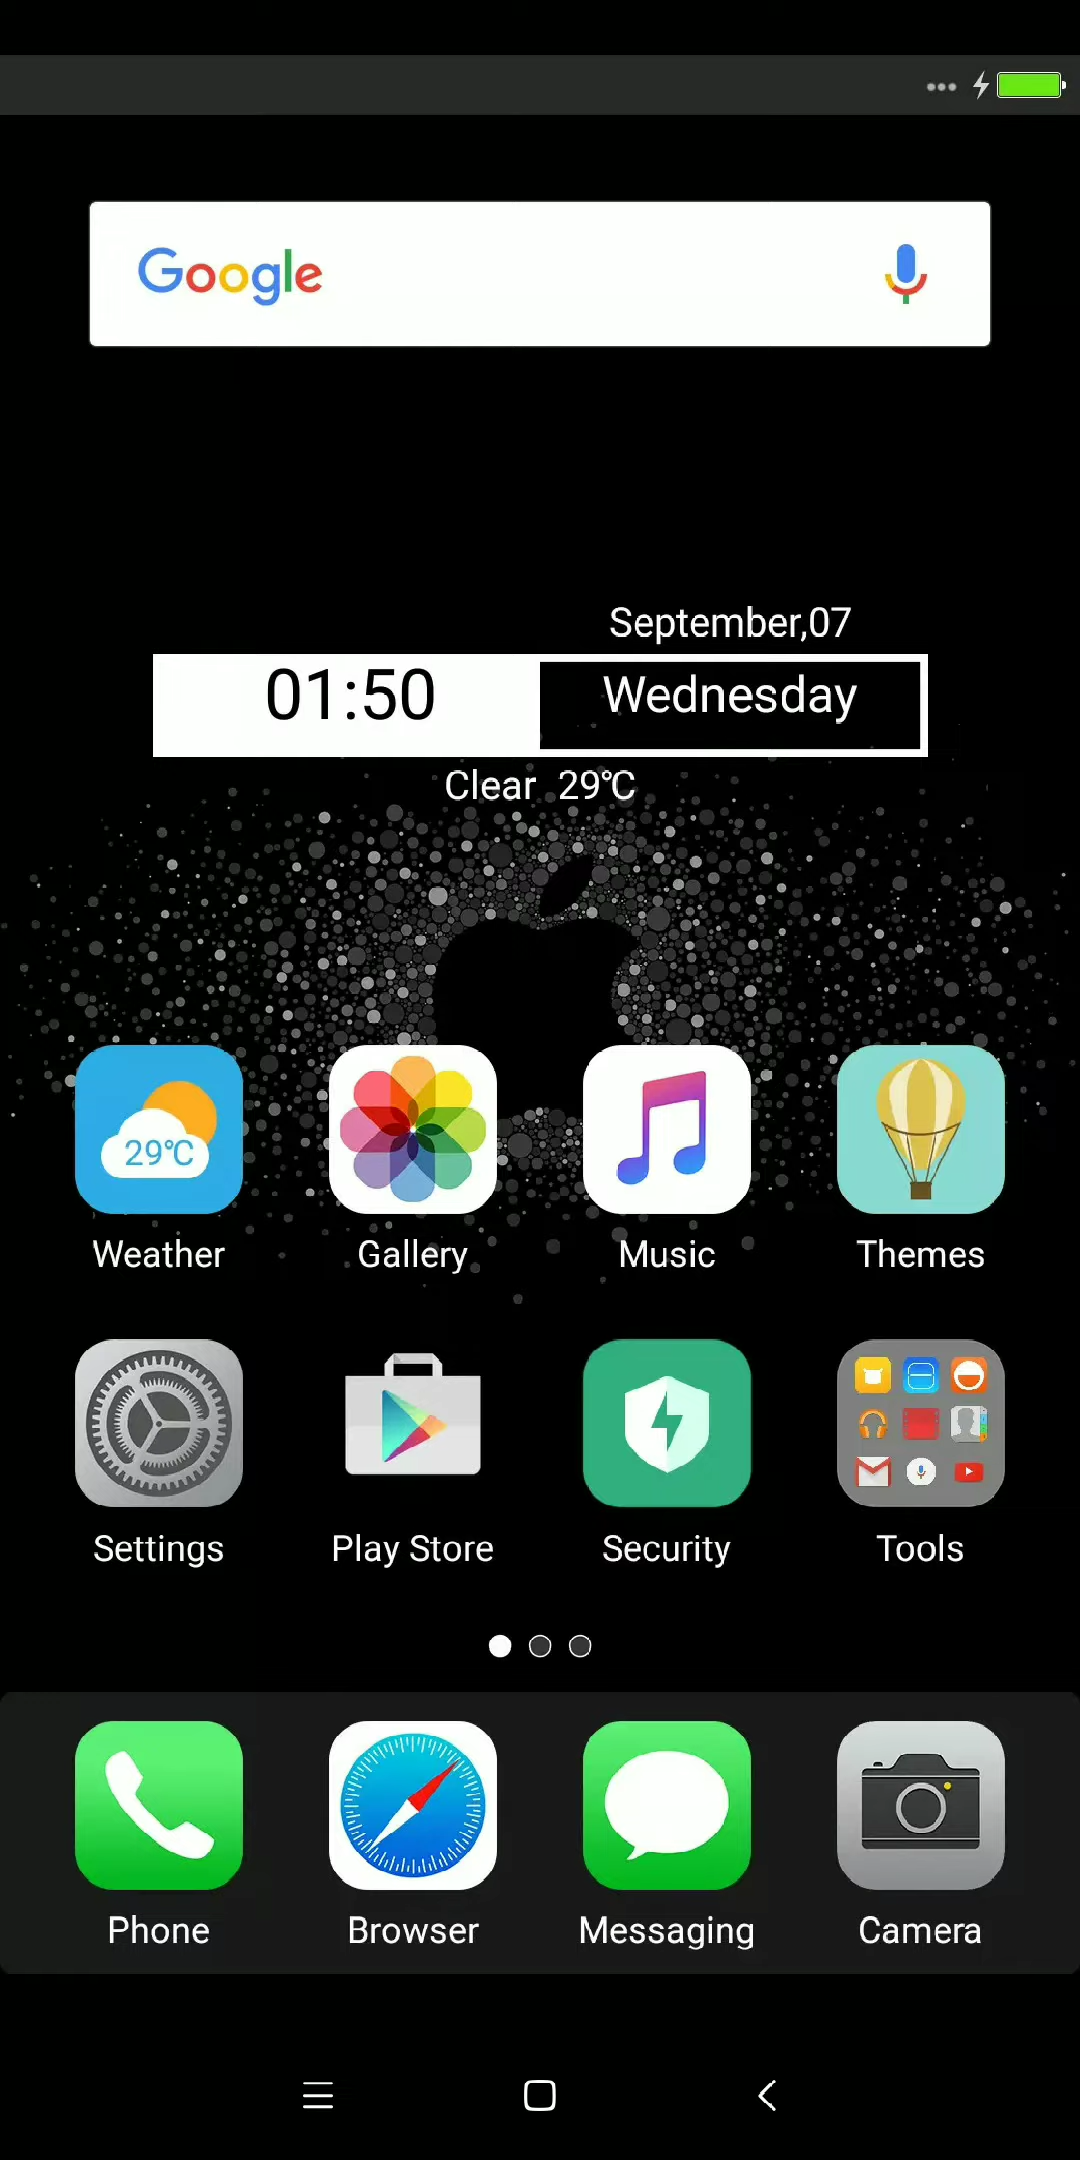 Google
September,07
01:50 Wednesday
Clear 29℃
29℃
Weather Gallery Music Themes
Settings Play Store Security Tools
Phone Browser Messaging Camera